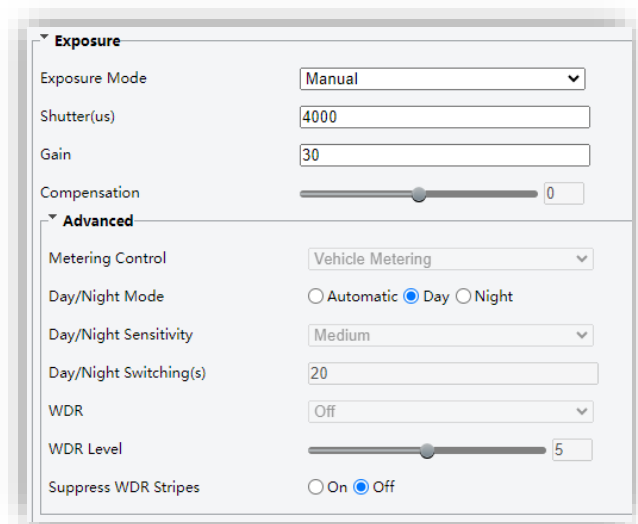 Exposure
Exposure Mode Manual
Shutter(us) 4000
Gain 30
Compensation 0
Advanced
Metering Control Vehicle Metering
Day/Night Mode Automatic Day Night
Day/Night Sensitivity Medium
Day/Night Switching(s) 20
WDR Off
WDR Level 5
Suppress WDR Stripes On Off